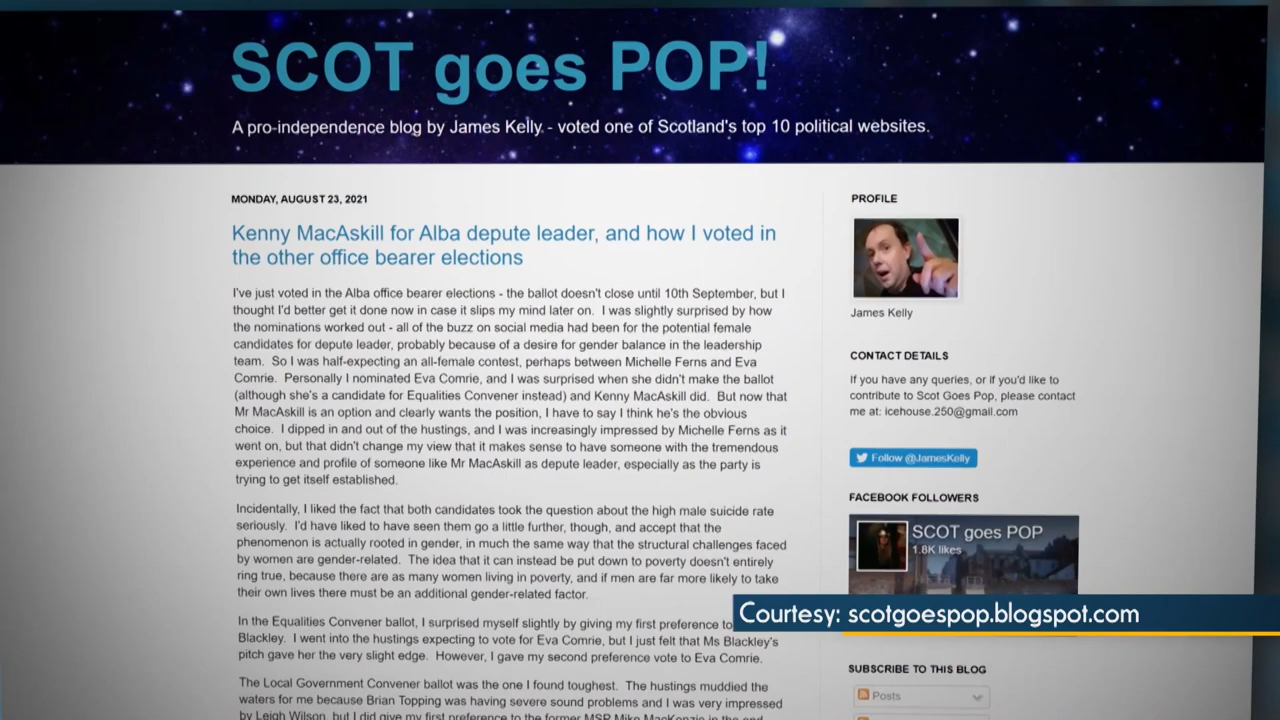 SCOT goes POP!
A pro-independence blog by James Kelly - voted one of Scotland's top 10 political websites.
MONDAY, AUGUST 23, 2021
Kenny MacAskill for Alba depute leader, and how I voted in
the other office bearer elections
I've just voted in the Alba office bearer elections - the ballot doesn't close until 10th September, but I
thought I'd better get it done now in case it slips my mind later on.  I was slightly surprised by how
the nominations worked out - all of the buzz on social media had been for the potential female
candidates for depute leader, probably because of a desire for gender balance in the leadership
team.  So I was half-expecting an all-female contest, perhaps between Michelle Ferns and Eva
Comrie.  Personally I nominated Eva Comrie, and I was surprised when she didn't make the ballot
(although she's a candidate for Equalities Convener instead) and Kenny MacAskill did.  But now that
Mr MacAskill is an option and clearly wants the position, I have to say I think he's the obvious
choice.  I dipped in and out of the hustings, and I was increasingly impressed by Michelle Ferns as it
went on, but that didn't change my view that it makes sense to have someone with the tremendous
experience and profile of someone like Mr MacAskill as depute leader, especially as the party is
trying to get itself established.
Incidentally, I liked the fact that both candidates took the question about the high male suicide rate
seriously.  I'd have liked to have seen them go a little further, though, and accept that the
phenomenon is actually rooted in gender, in much the same way that the structural challenges faced
by women are gender-related.  The idea that it can instead be put down to poverty doesn't entirely
ring true, because there are as many women living in poverty, and if men are far more likely to take
their own lives there must be an additional gender-related factor.
In the Equalities Convener ballot, I surprised myself slightly by giving my first preference to
Blackley.  I went into the hustings expecting to vote for Eva Comrie, but I just felt that Ms Blackley's
pitch gave her the very slight edge.  However, I gave my second preference vote to Eva Comrie.
The Local Government Convener ballot was the one I found toughest.  The hustings muddied the
waters for me because Brian Topping was having severe sound problems and I was very impressed
by Leigh Wilson, but I did give my first preference to the former MSP Mike MacKenzie in the end
PROFILE
James Kelly
CONTACT DETAILS
If you have any queries, or if you'd like to
contribute to Scot Goes Pop, please contact
me at: icehouse.250@gmail.com
Follow @JamesKelly
FACEBOOK FOLLOWERS
SCOT goes POP
1.8K likes
Courtesy: scotgoespop.blogspot.com
SUBSCRIBE TO THIS BLOG
Posts